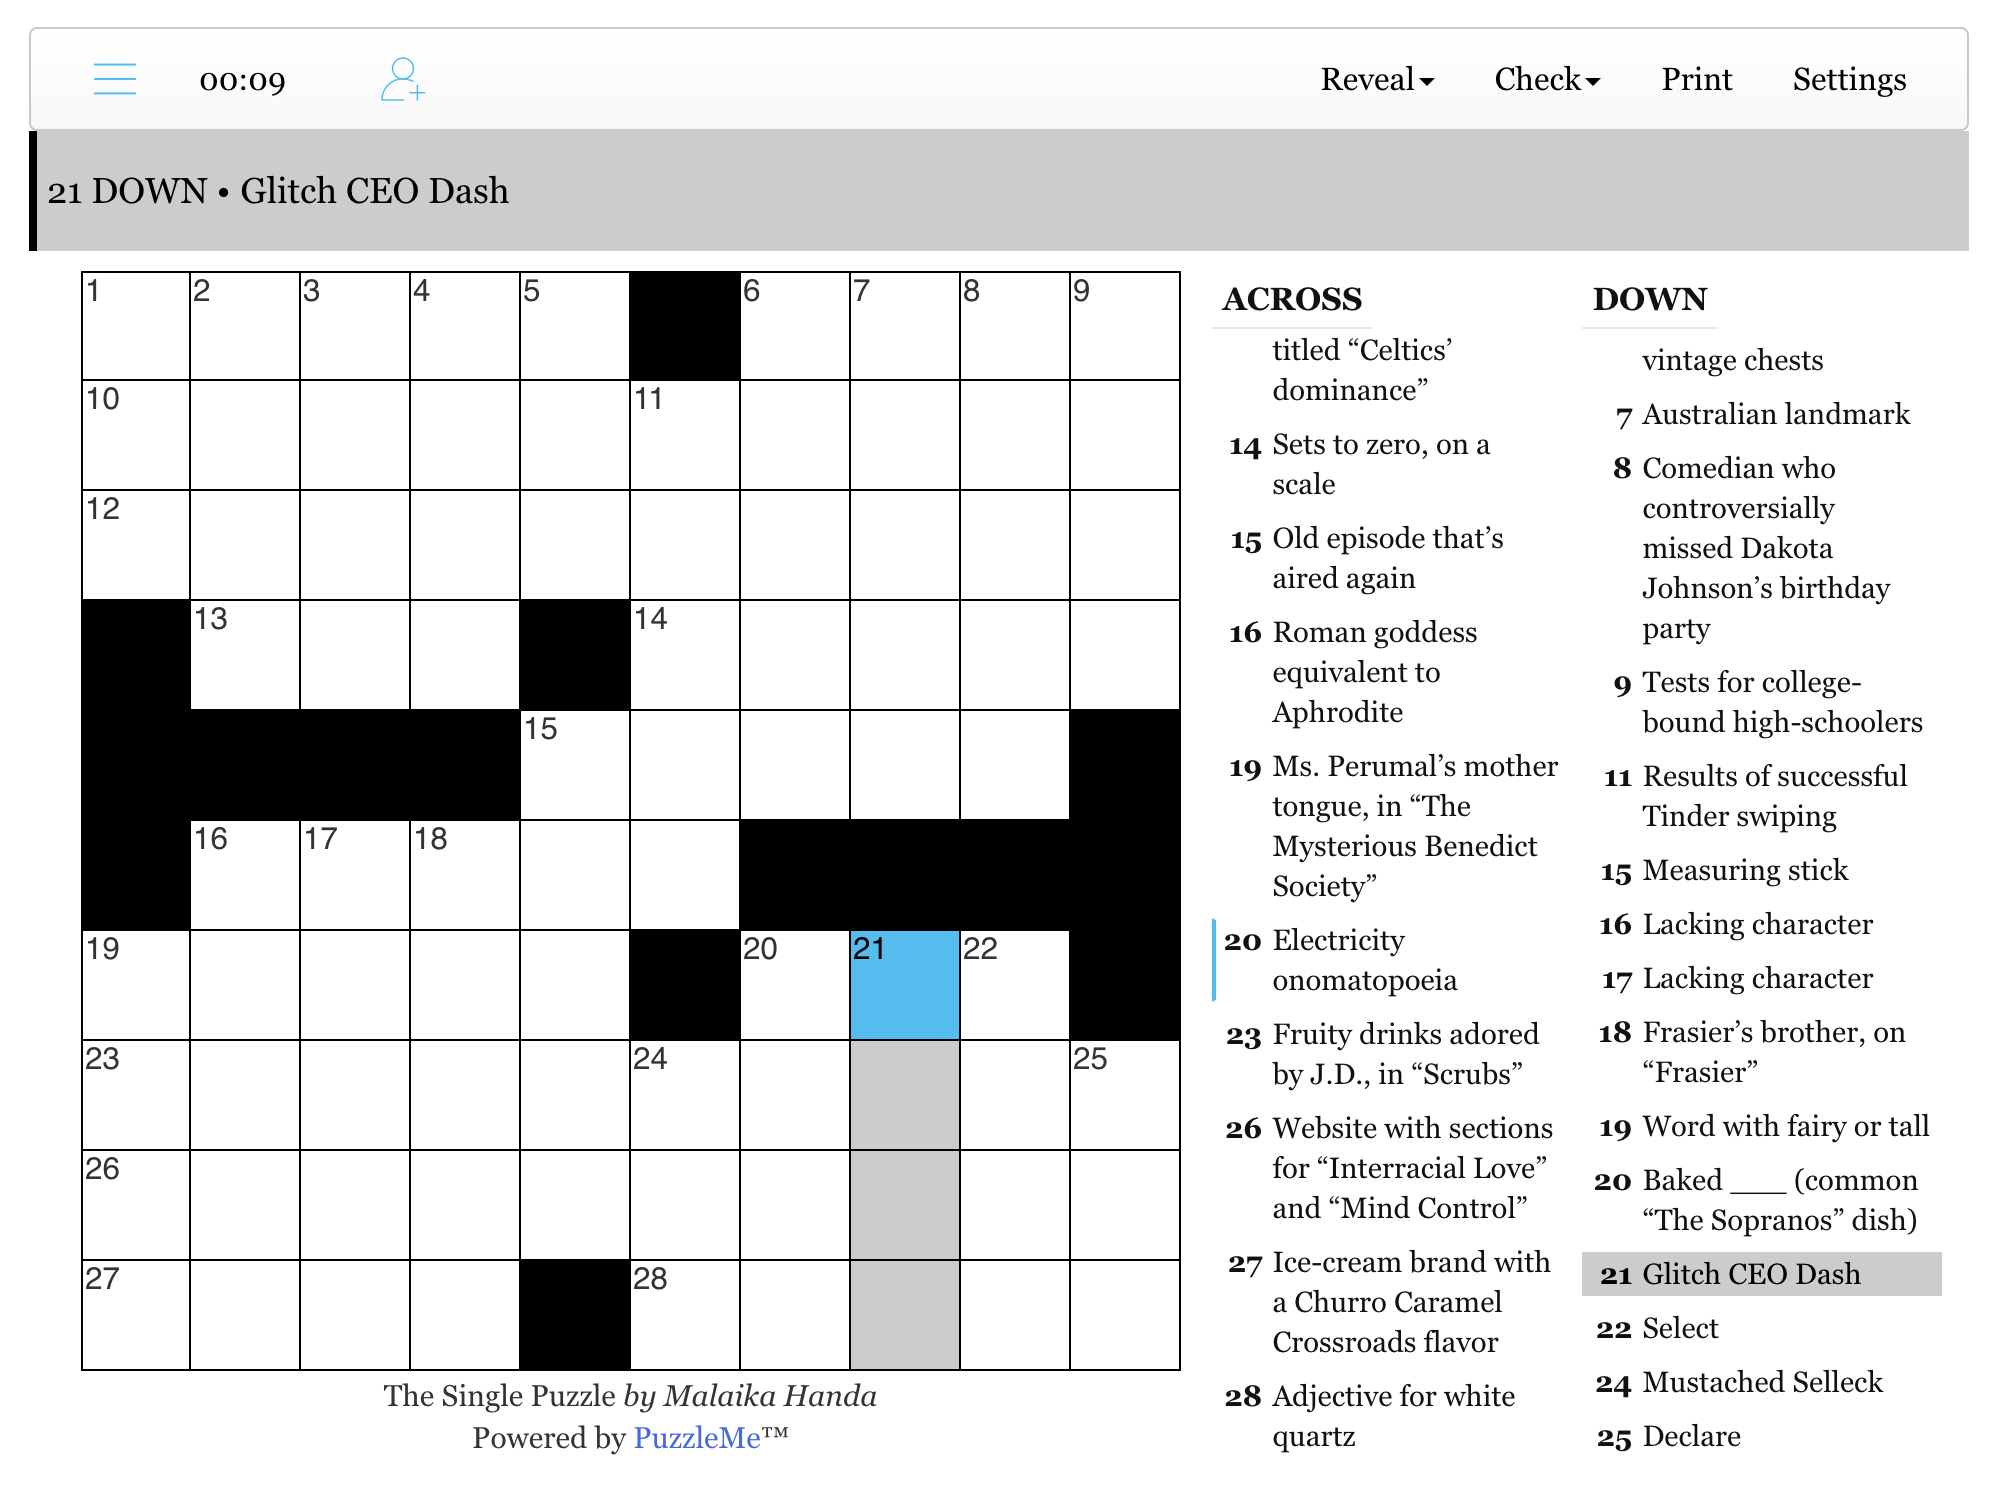 00:09
Reveal
Check
Print
Settings
21 DOWN • Glitch CEO Dash
1 2 3 4 5 6 7 8 9
10 11
12
13 14
15
16 17 18
19 20 21 22
23 24 25
26
27 28
The Single Puzzle by Malaika Handa
Powered by PuzzleMe™
ACROSS
titled “Celtics’
dominance”
14 Sets to zero, on a
scale
15 Old episode that’s
aired again
16 Roman goddess
equivalent to
Aphrodite
19 Ms. Perumal’s mother
tongue, in “The
Mysterious Benedict
Society”
20 Electricity
onomatopoeia
23 Fruity drinks adored
by J.D., in “Scrubs”
26 Website with sections
for “Interracial Love”
and “Mind Control”
27 Ice-cream brand with
a Churro Caramel
Crossroads flavor
28 Adjective for white
quartz
DOWN
vintage chests
7 Australian landmark
8 Comedian who
controversially
missed Dakota
Johnson’s birthday
party
9 Tests for college-
bound high-schoolers
11 Results of successful
Tinder swiping
15 Measuring stick
16 Lacking character
17 Lacking character
18 Frasier’s brother, on
“Frasier”
19 Word with fairy or tall
20 Baked ___ (common
“The Sopranos” dish)
21 Glitch CEO Dash
22 Select
24 Mustached Selleck
25 Declare